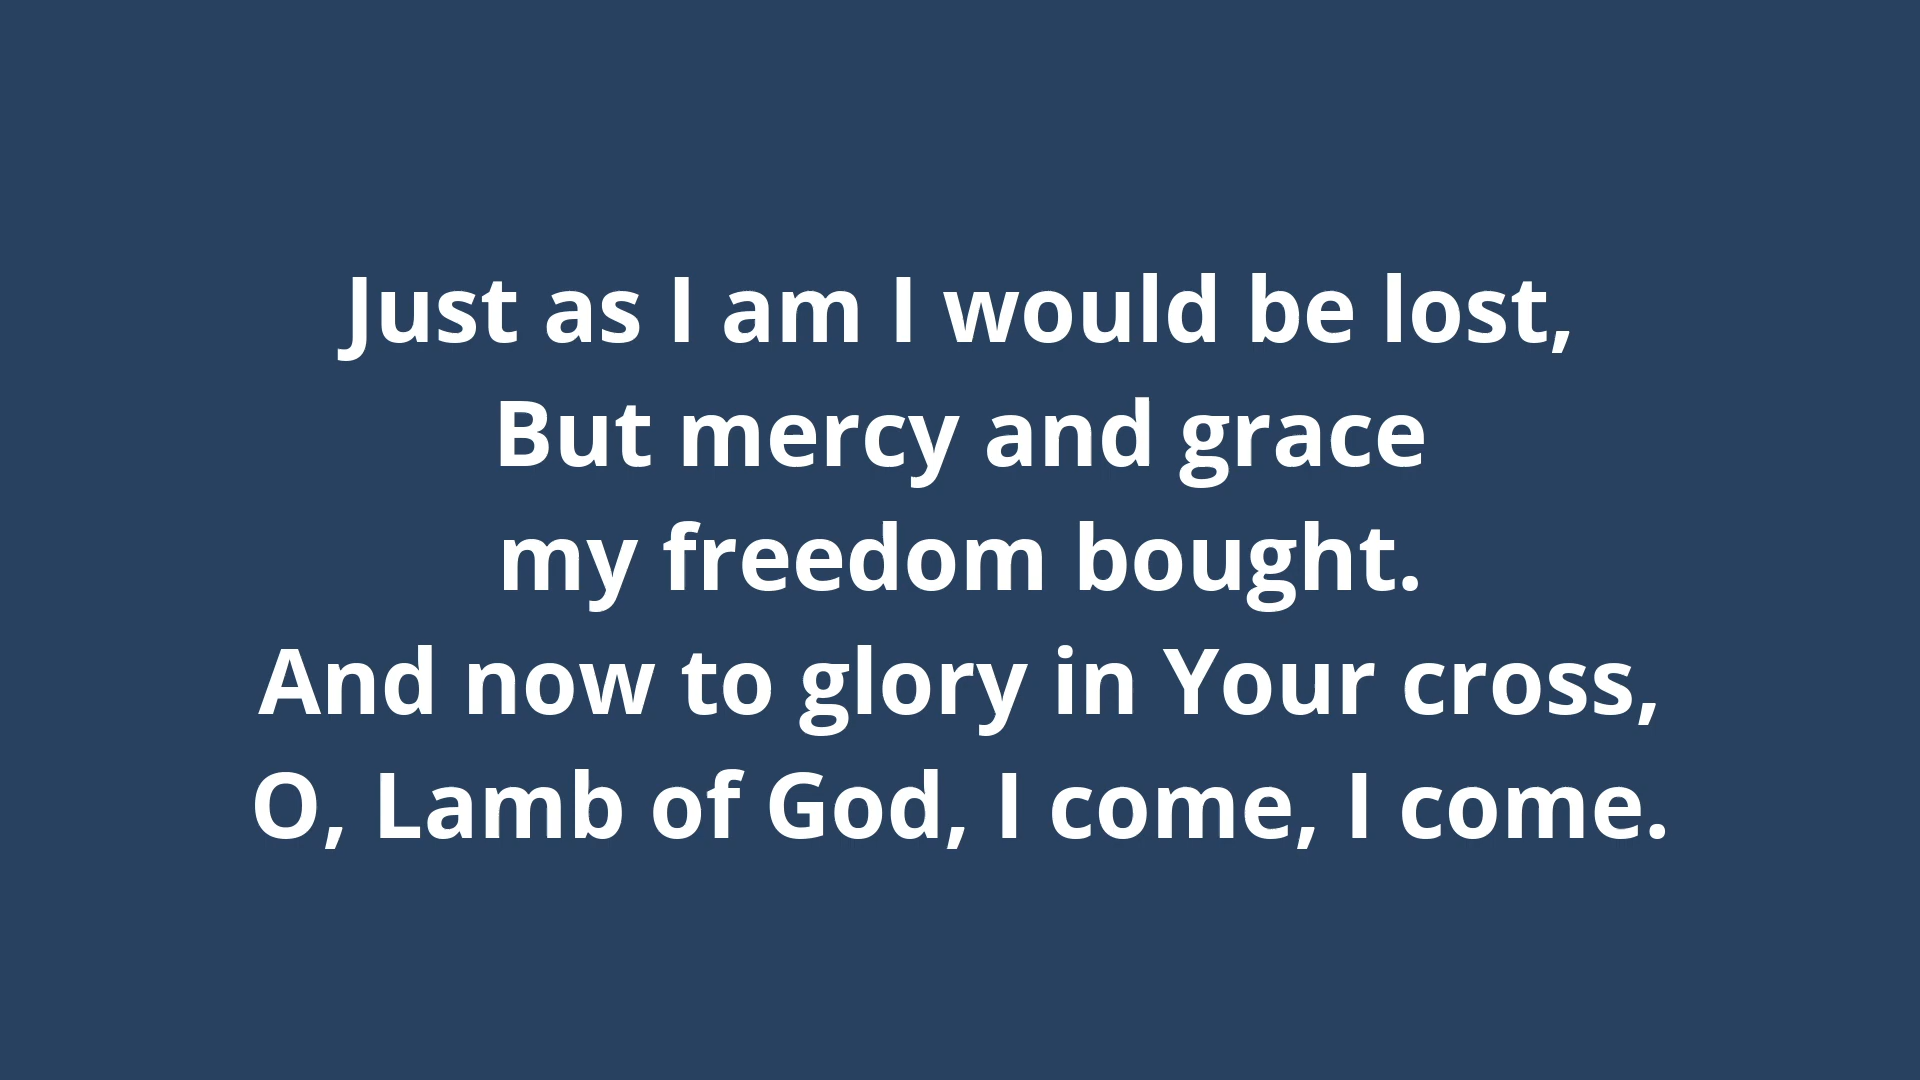 Just as I am I would be lost,
But mercy and grace
my freedom bought.
And now to glory in Your cross,
O, Lamb of God, I come, I come.